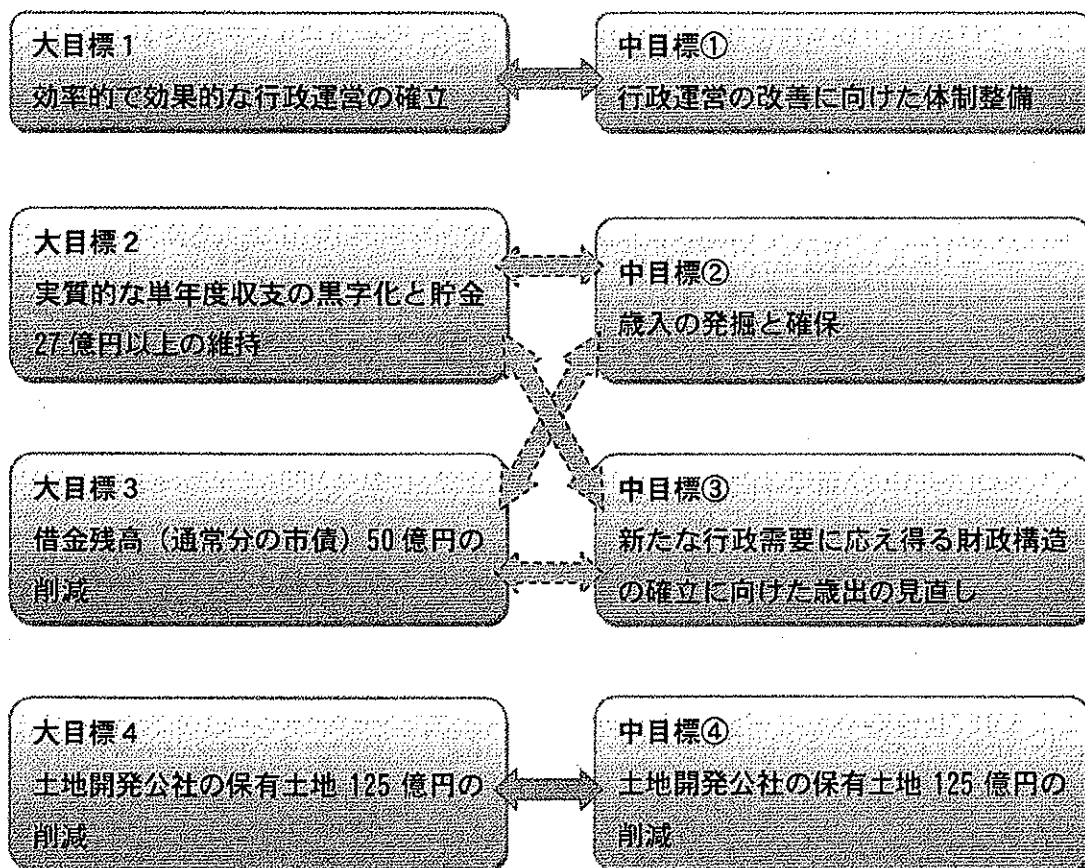 大目標1
効率的で効果的な行政運営の確立
中目標①
行政運営の改善に向けた体制整備
大目標2
実質的な単年度収支の黒字化と貯金
27億円以上の維持
中目標②
歳入の発掘と確保
大目標3
借金残高（通常分の市債）50億円の
削減
中目標③
新たな行政需要に応え得る財政構造
の確立に向けた歳出の見直し
大目標4
土地開発公社の保有土地 125 億円の
削減
中目標④
土地開発公社の保有土地 125 億円の
削減